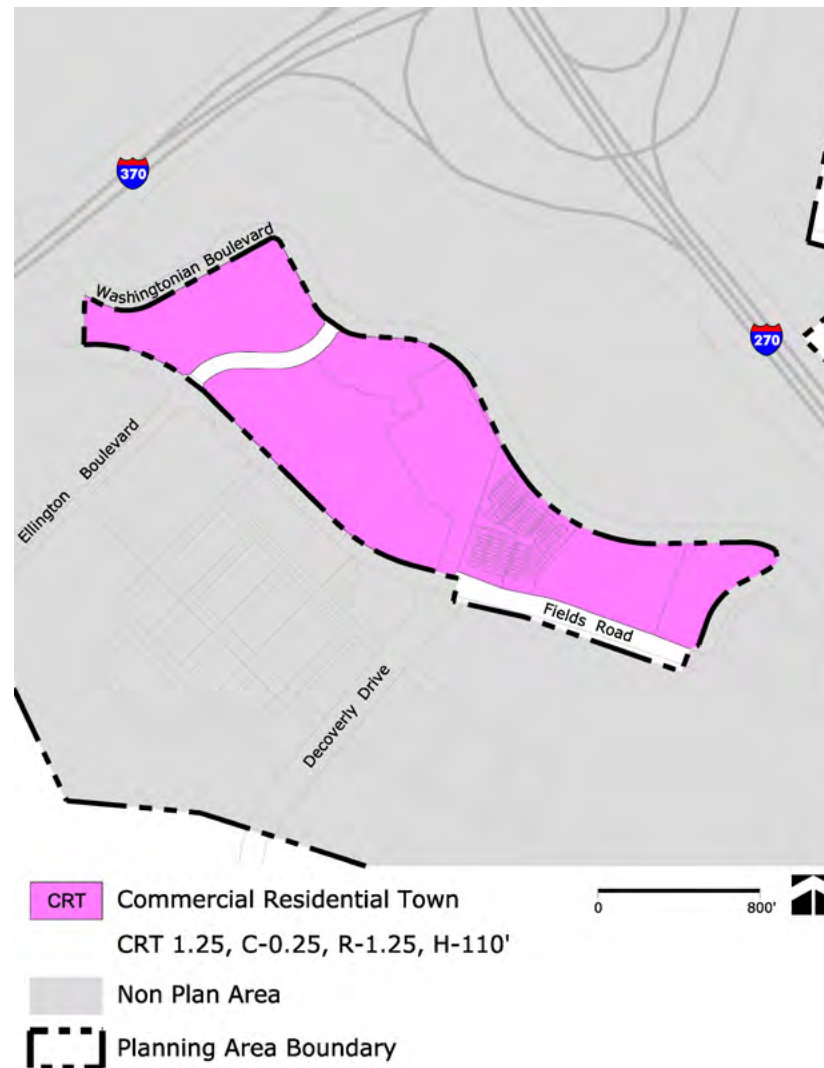 370
Washingtonian Boulevard
270
Ellington Boulevard
Fields Road
Decoverly Drive
CRT Commercial Residential Town
0 800'
CRT 1.25, C-0.25, R-1.25, H-110'
Non Plan Area
Planning Area Boundary